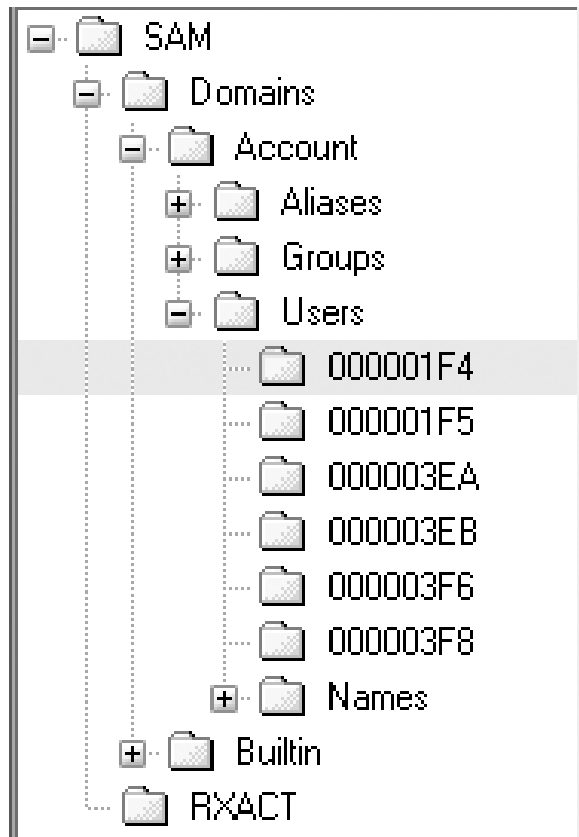 SAM
Domains
Account
Aliases
Groups
Users
000001F4
000001F5
000003EA
000003EB
000003F6
000003F8
Names
Builtin
RXACT